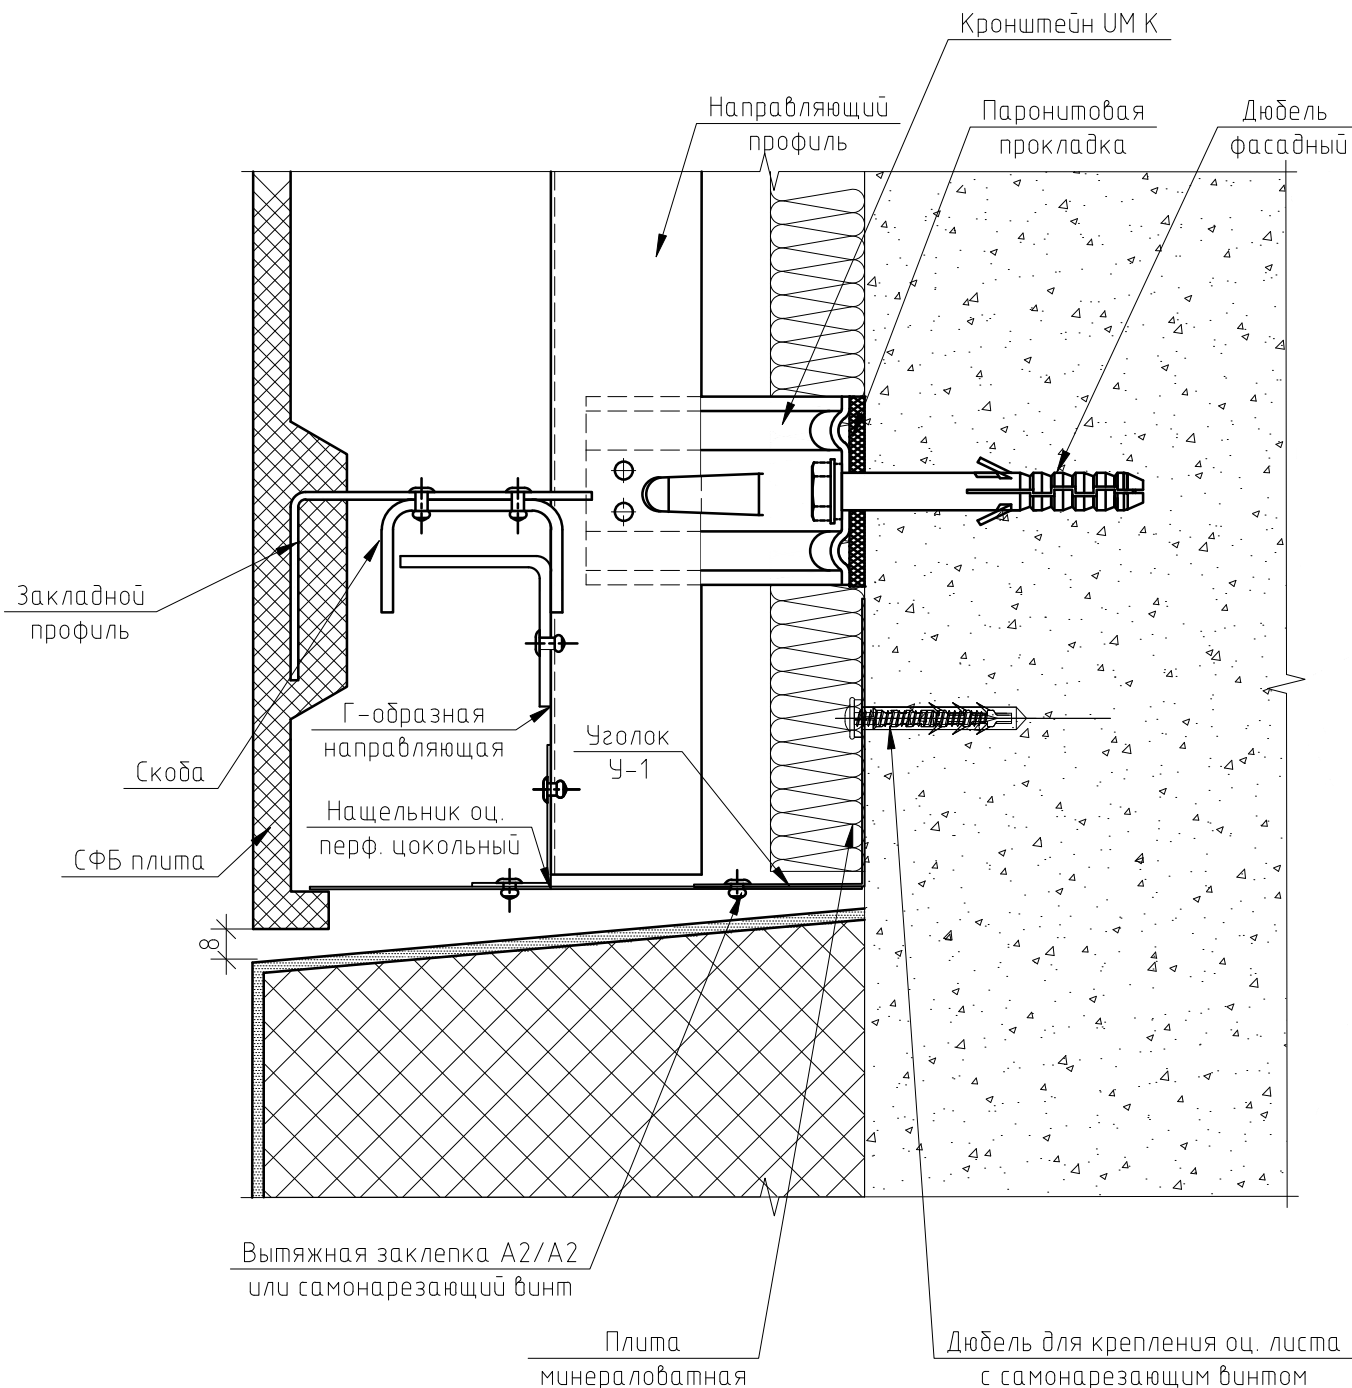 Кронштейн UM K
Направляющий
профиль
Паронитовая
прокладка
Дюбель
фасадный
Закладной
профиль
Г-образная
направляющая
Уголок
У-1
Скоба
Нащельник оц.
перф. цокольный
СФБ плита
8
Вытяжная заклепка А2/А2
или самонарезающий винт
Плита
минераловатная
Дюбель для крепления оц. листа
с самонарезающим винтом